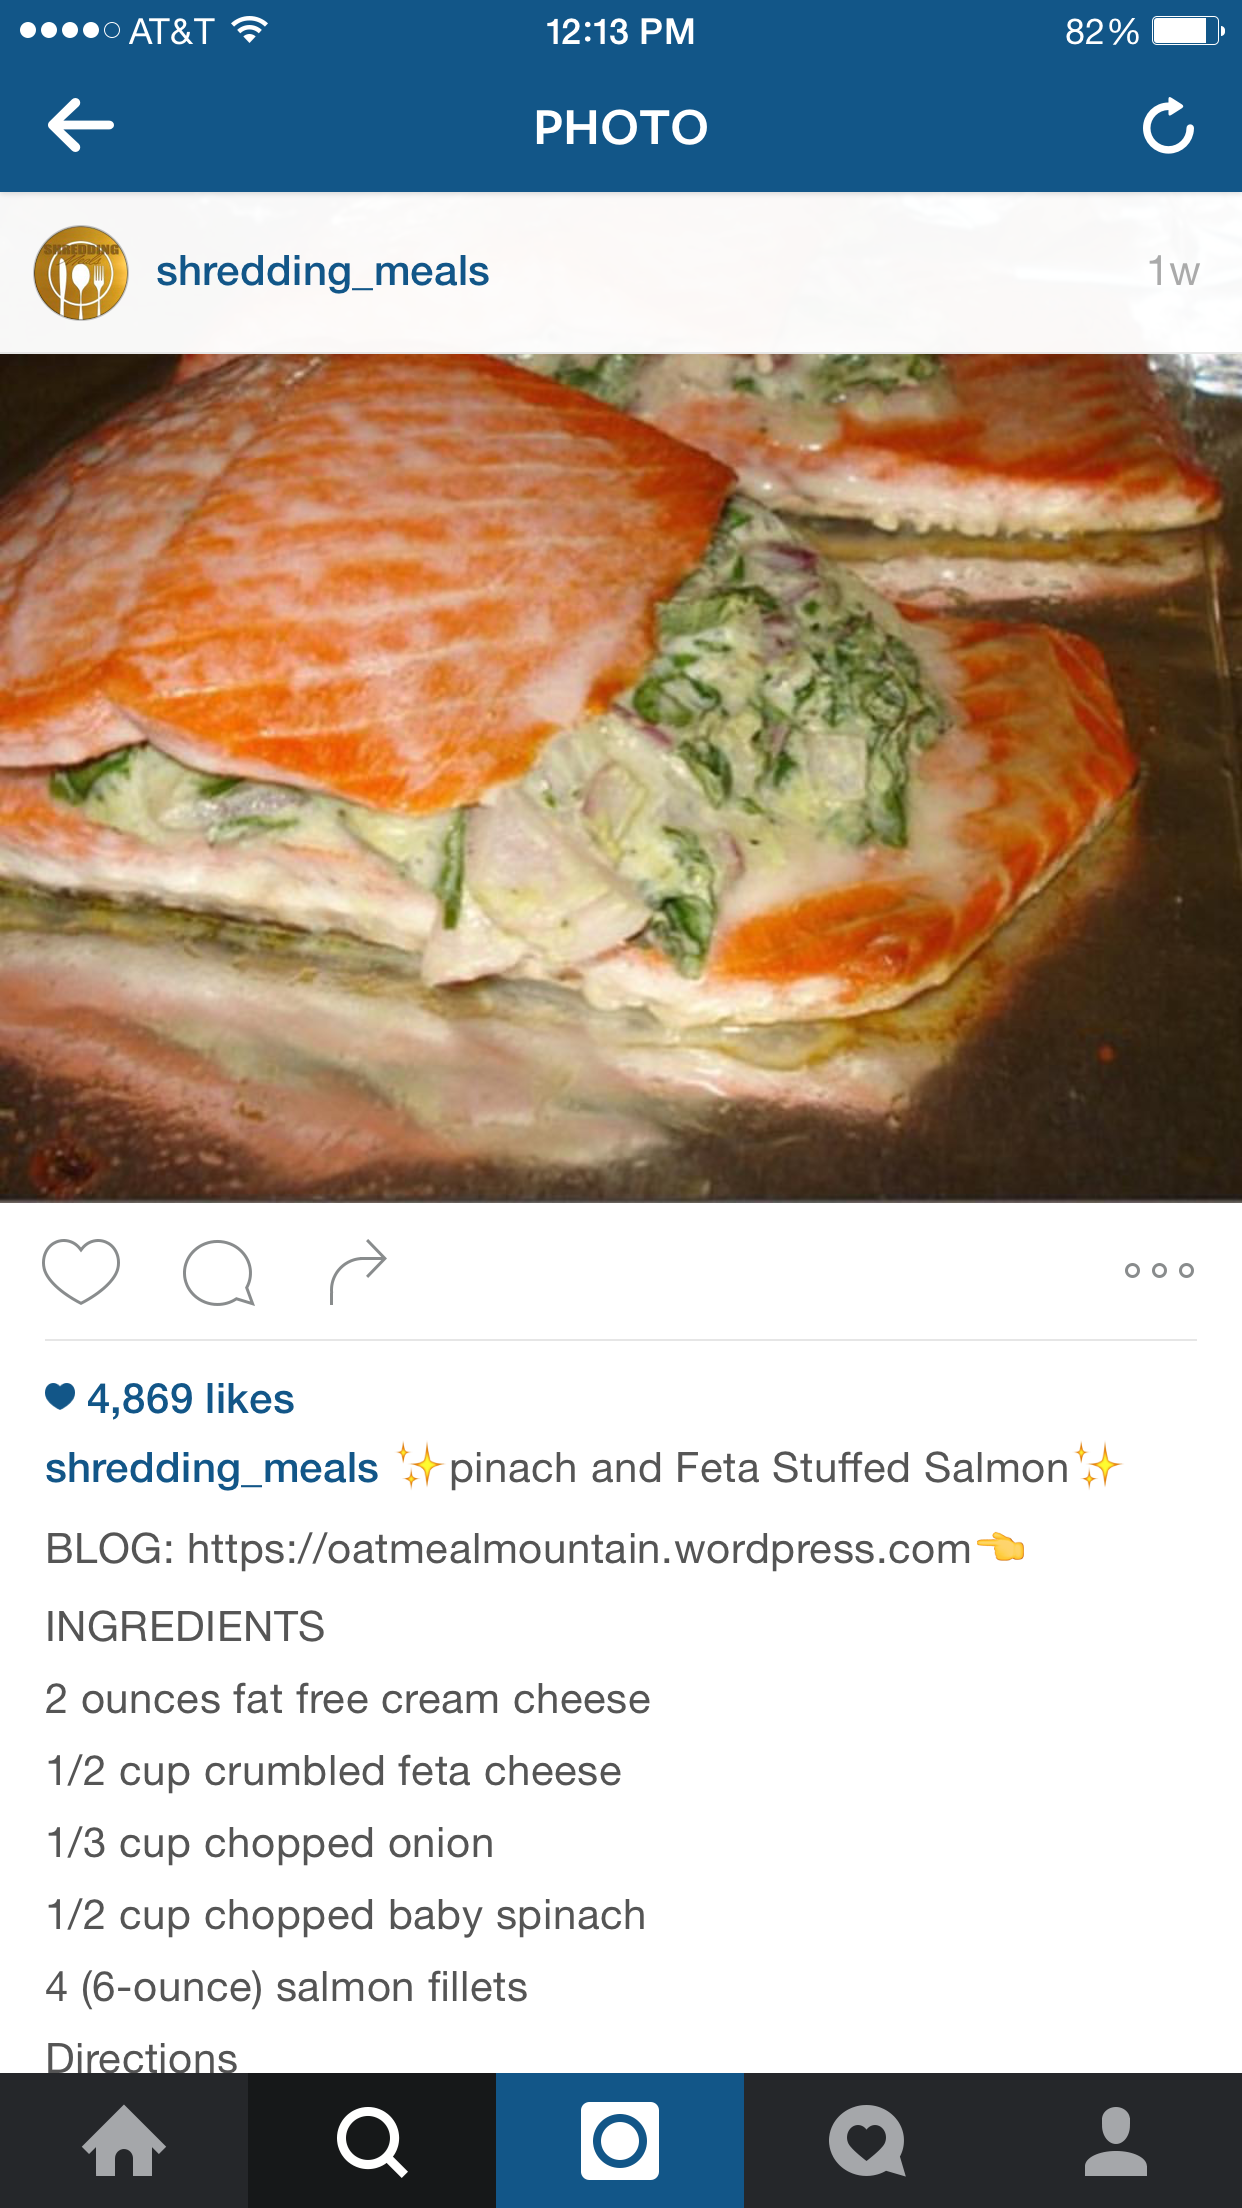 AT&T 12:13 PM 82%
PHOTO
SHREDDING
shredding_meals 1w
4,869 likes
shredding_meals ✨pinach and Feta Stuffed Salmon✨
BLOG: https://oatmealmountain.wordpress.com👈
INGREDIENTS
2 ounces fat free cream cheese
1/2 cup crumbled feta cheese
1/3 cup chopped onion
1/2 cup chopped baby spinach
4 (6-ounce) salmon fillets
Directions